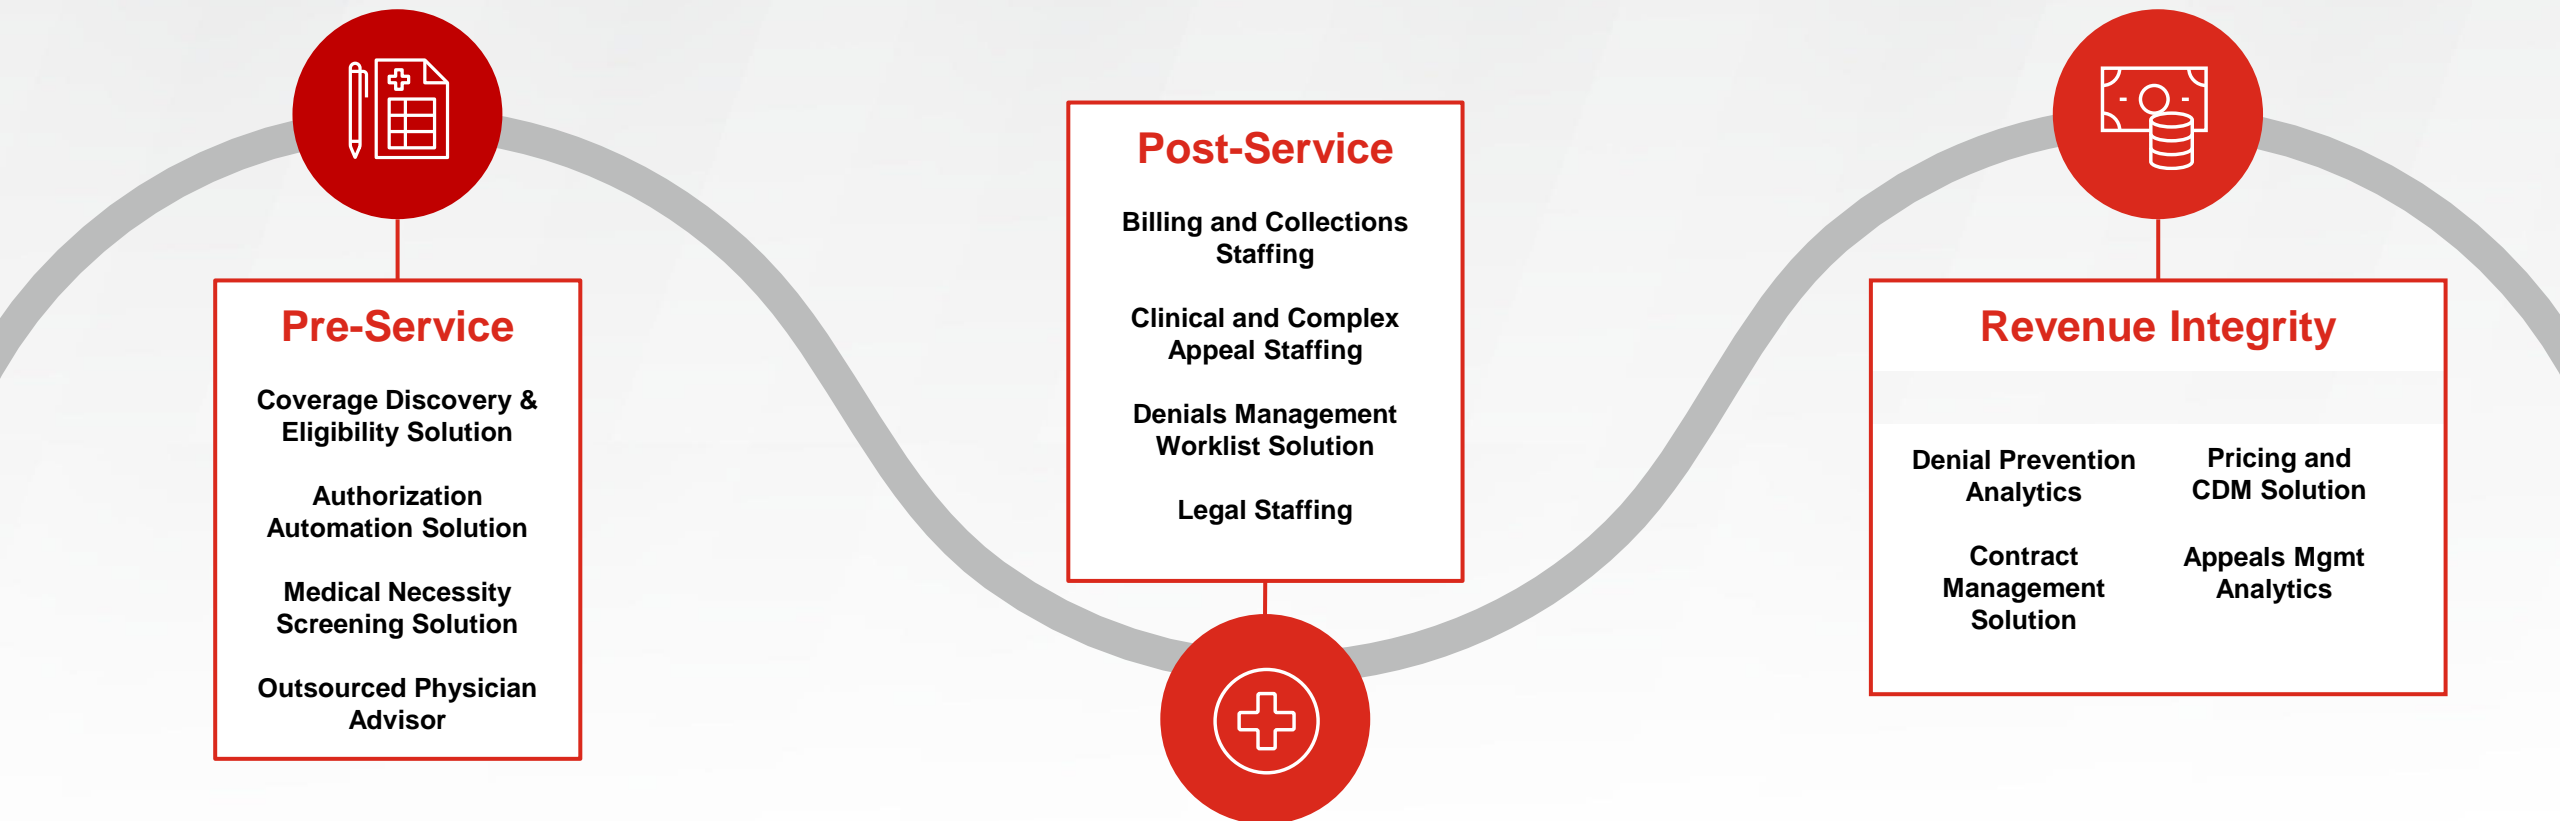 Pre-Service
Coverage Discovery &
Eligibility Solution
Authorization
Automation Solution
Medical Necessity
Screening Solution
Outsourced Physician
Advisor
Post-Service
Billing and Collections
Staffing
Clinical and Complex
Appeal Staffing
Denials Management
Worklist Solution
Legal Staffing
Revenue Integrity
Denial Prevention
Analytics
Contract
Management
Solution
Pricing and
CDM Solution
Appeals Mgmt
Analytics